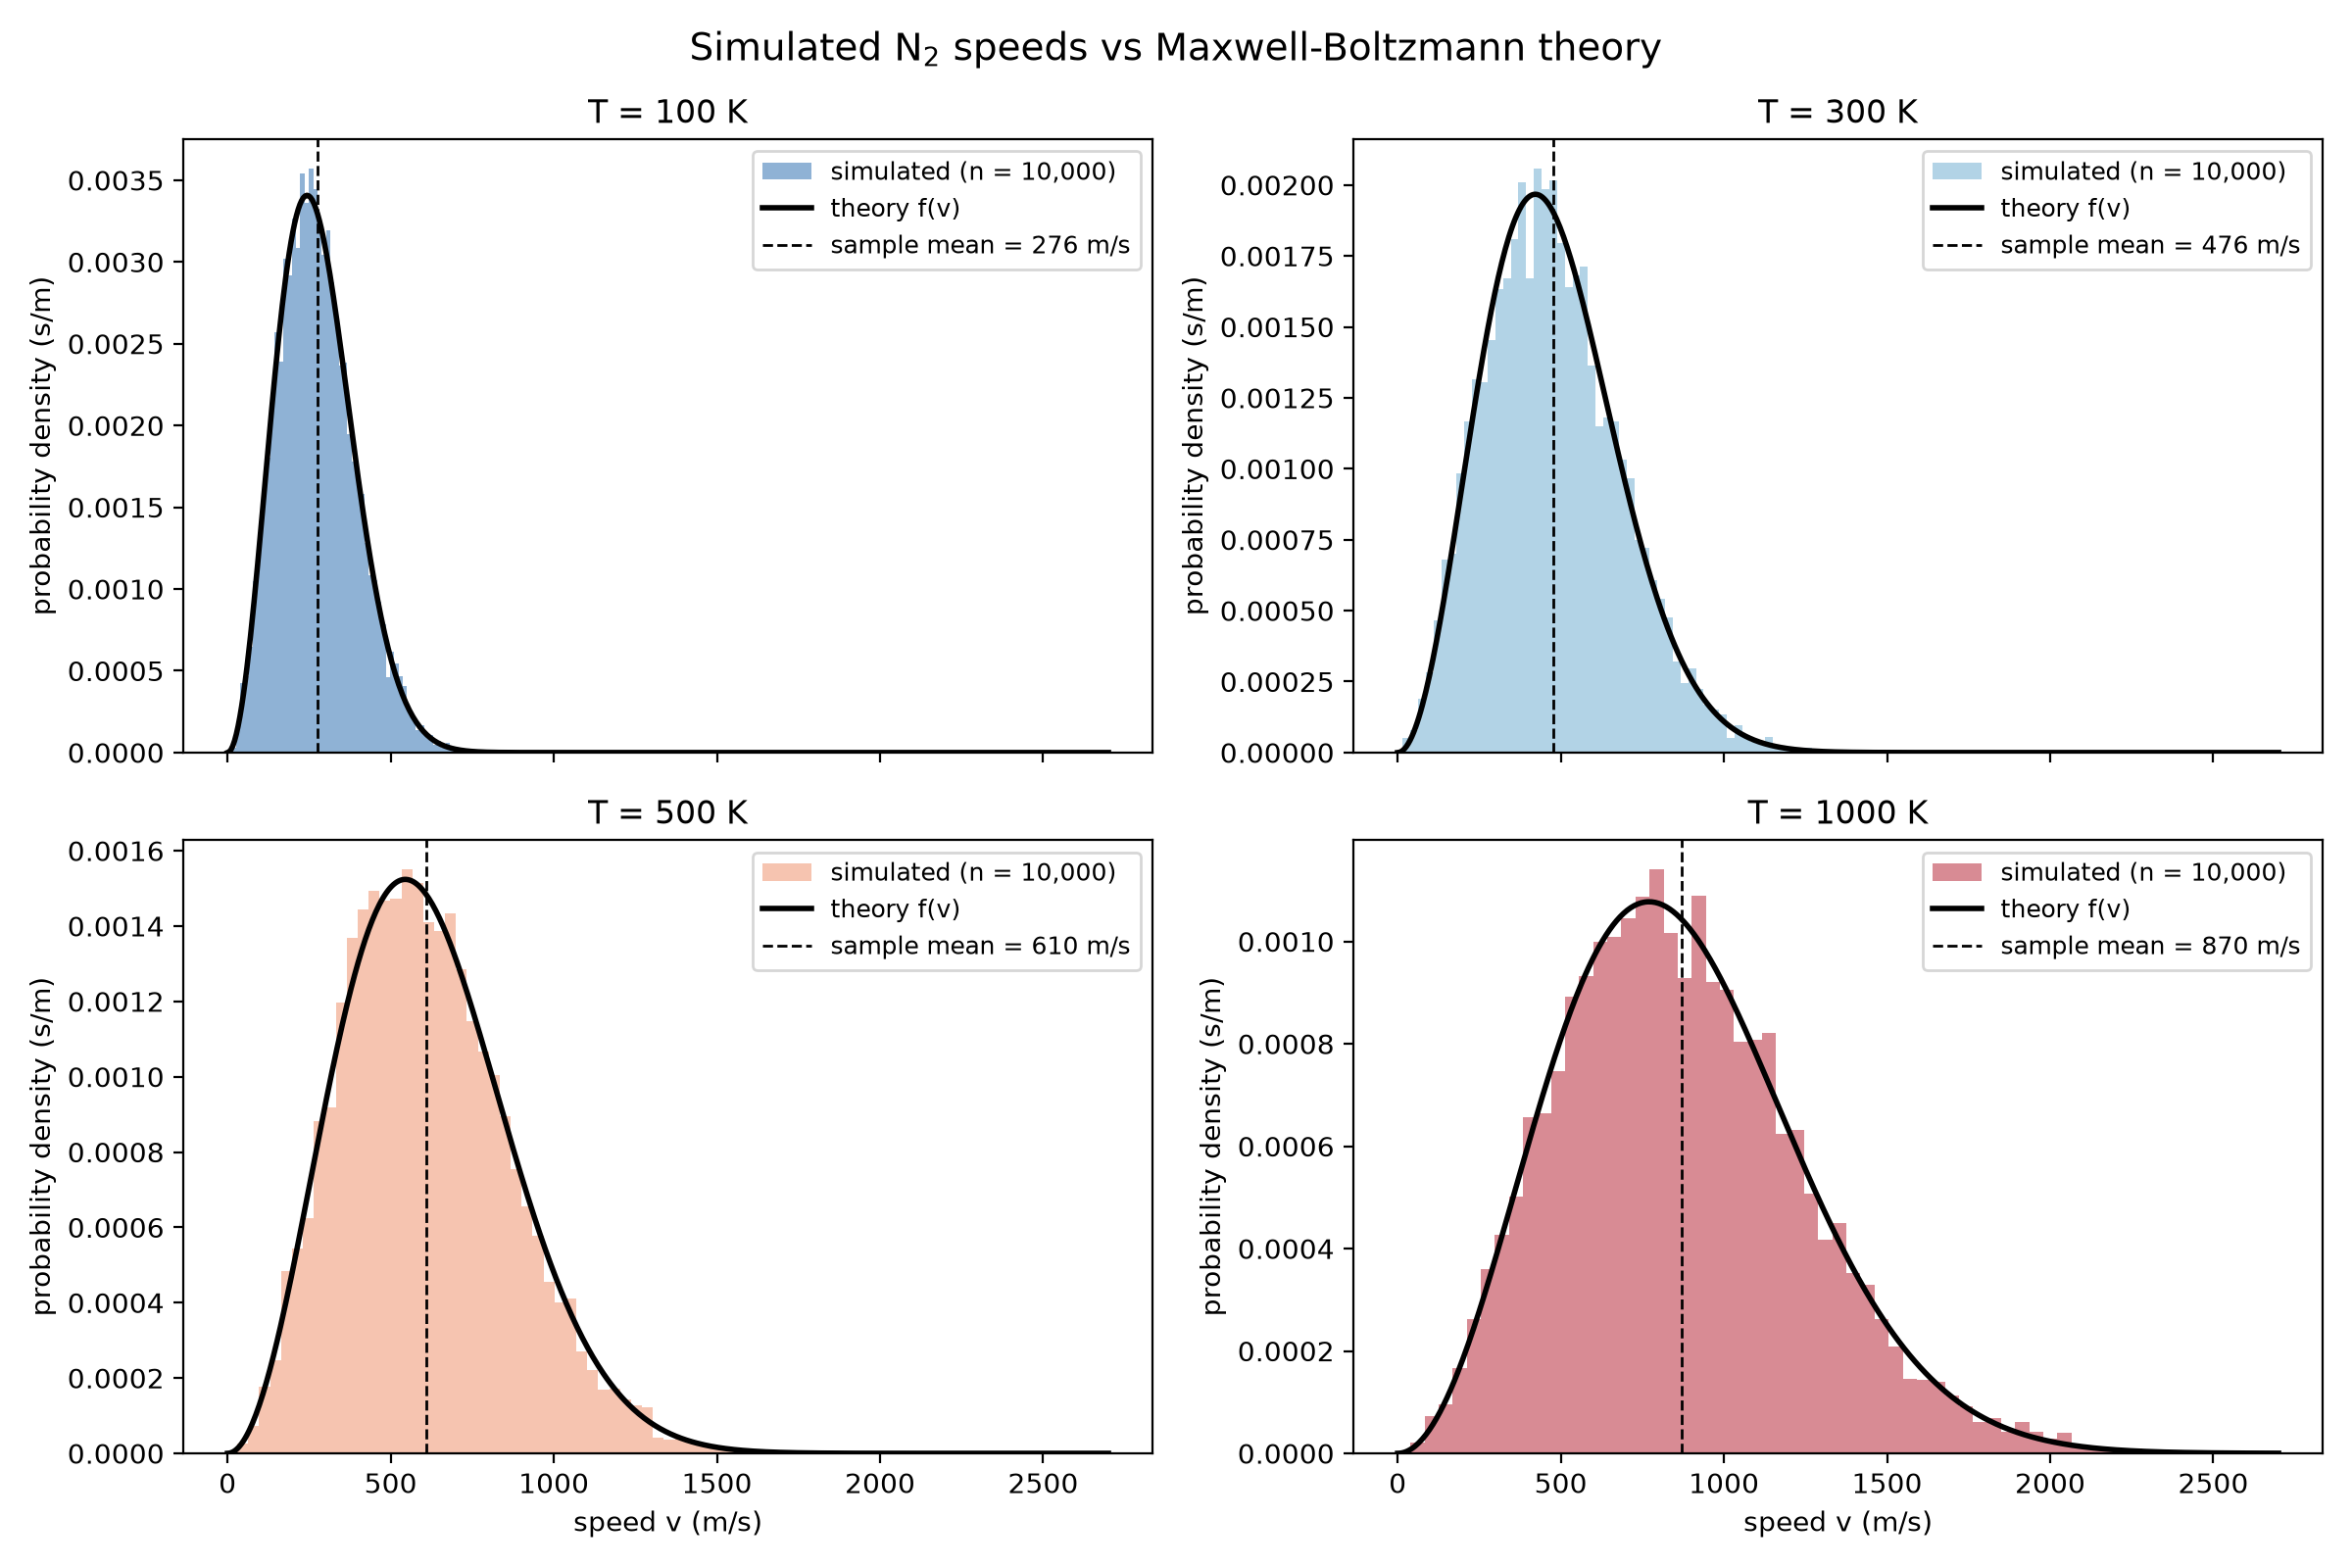 Simulated N₂ speeds vs Maxwell-Boltzmann theory
T = 100 K
probability density (s/m)
0.0035
0.0030
0.0025
0.0020
0.0015
0.0010
0.0005
0.0000
simulated (n = 10,000)
theory f(v)
sample mean = 276 m/s
T = 300 K
probability density (s/m)
0.00200
0.00175
0.00150
0.00125
0.00100
0.00075
0.00050
0.00025
0.00000
simulated (n = 10,000)
theory f(v)
sample mean = 476 m/s
T = 500 K
probability density (s/m)
0.0016
0.0014
0.0012
0.0010
0.0008
0.0006
0.0004
0.0002
0.0000
simulated (n = 10,000)
theory f(v)
sample mean = 610 m/s
0 500 1000 1500 2000 2500
speed v (m/s)
T = 1000 K
probability density (s/m)
0.0010
0.0008
0.0006
0.0004
0.0002
0.0000
simulated (n = 10,000)
theory f(v)
sample mean = 870 m/s
0 500 1000 1500 2000 2500
speed v (m/s)